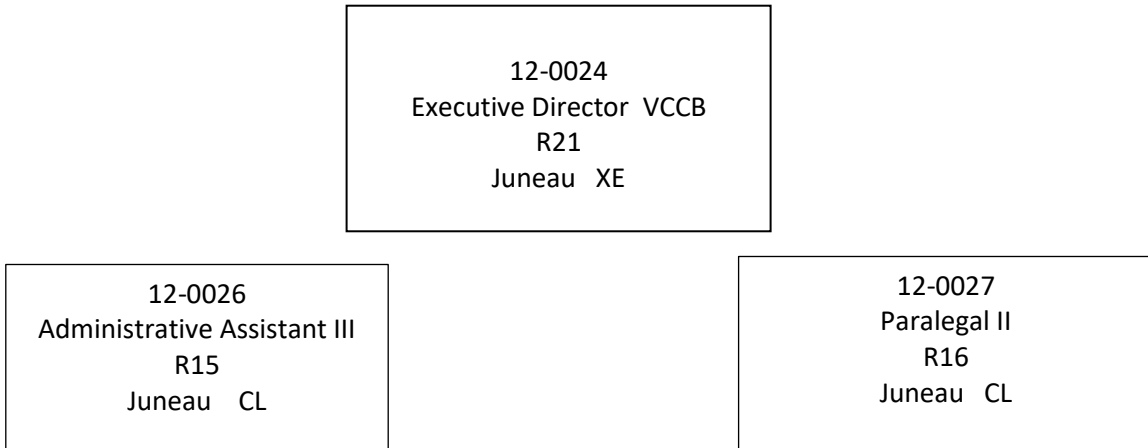 12-0024
Executive Director VCCB
R21
Juneau XE
12-0026
Administrative Assistant III
R15
Juneau CL
12-0027
Paralegal II
R16
Juneau CL